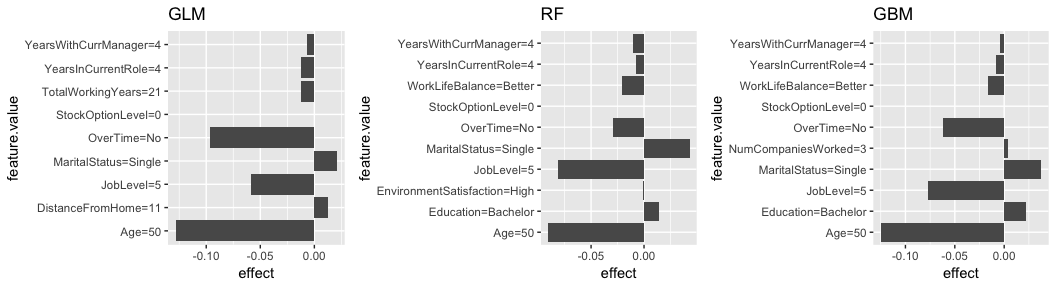 GLM
feature.value
YearsWithCurrManager=4
YearsInCurrentRole=4
TotalWorkingYears=21
StockOptionLevel=0
OverTime=No
MaritalStatus=Single
JobLevel=5
DistanceFromHome=11
Age=50
-0.10 -0.05 0.00
effect
RF
feature.value
YearsWithCurrManager=4
YearsInCurrentRole=4
WorkLifeBalance=Better
StockOptionLevel=0
OverTime=No
MaritalStatus=Single
JobLevel=5
EnvironmentSatisfaction=High
Education=Bachelor
Age=50
-0.05 0.00
effect
GBM
feature.value
YearsWithCurrManager=4
YearsInCurrentRole=4
WorkLifeBalance=Better
StockOptionLevel=0
OverTime=No
NumCompaniesWorked=3
MaritalStatus=Single
JobLevel=5
Education=Bachelor
Age=50
-0.10 -0.05 0.00
effect